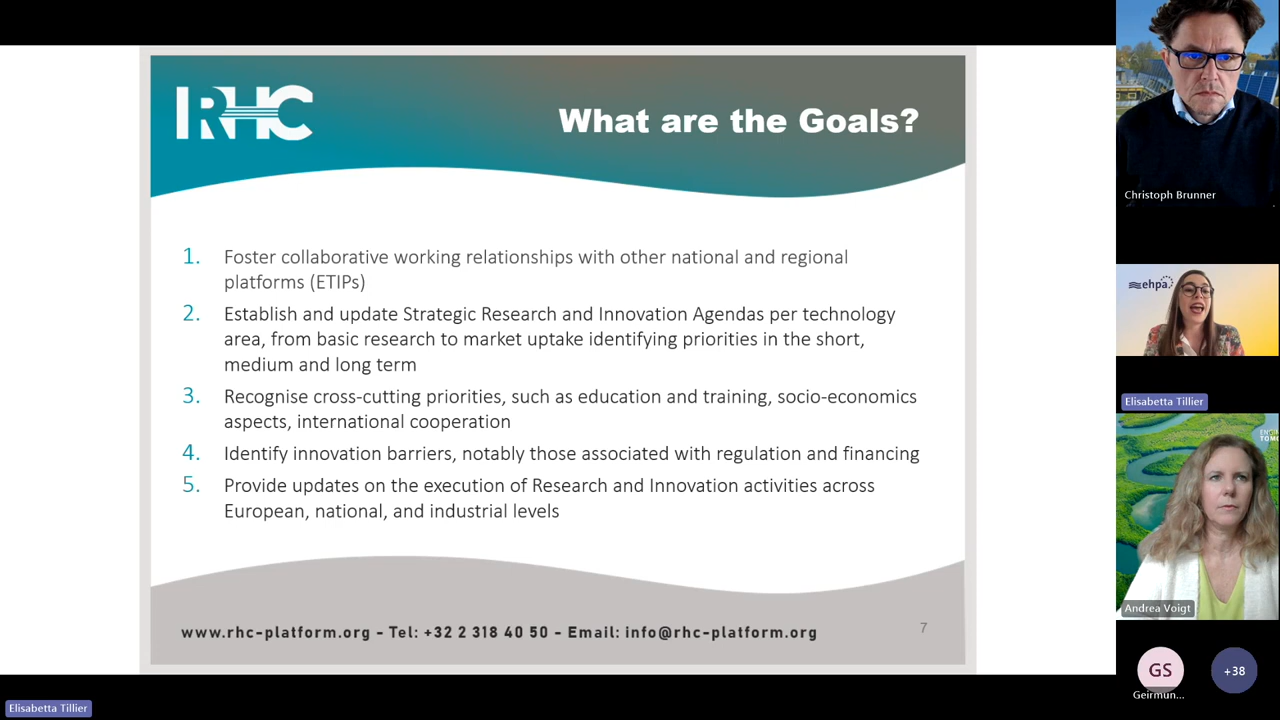 RHC
What are the Goals?
1. Foster collaborative working relationships with other national and regional
platforms (ETIPs)
2. Establish and update Strategic Research and Innovation Agendas per technology
area, from basic research to market uptake identifying priorities in the short,
medium and long term
3. Recognise cross-cutting priorities, such as education and training, socio-economics
aspects, international cooperation
4. Identify innovation barriers, notably those associated with regulation and financing
5. Provide updates on the execution of Research and Innovation activities across
European, national, and industrial levels
www.rhc-platform.org - Tel: +32 2 318 40 50 - Email: info@rhc-platform.org
7
Christoph Brunner
ehpa
Elisabetta Tillier
Andrea Voigt
GS
Geirmun...
+38
Elisabetta Tillier